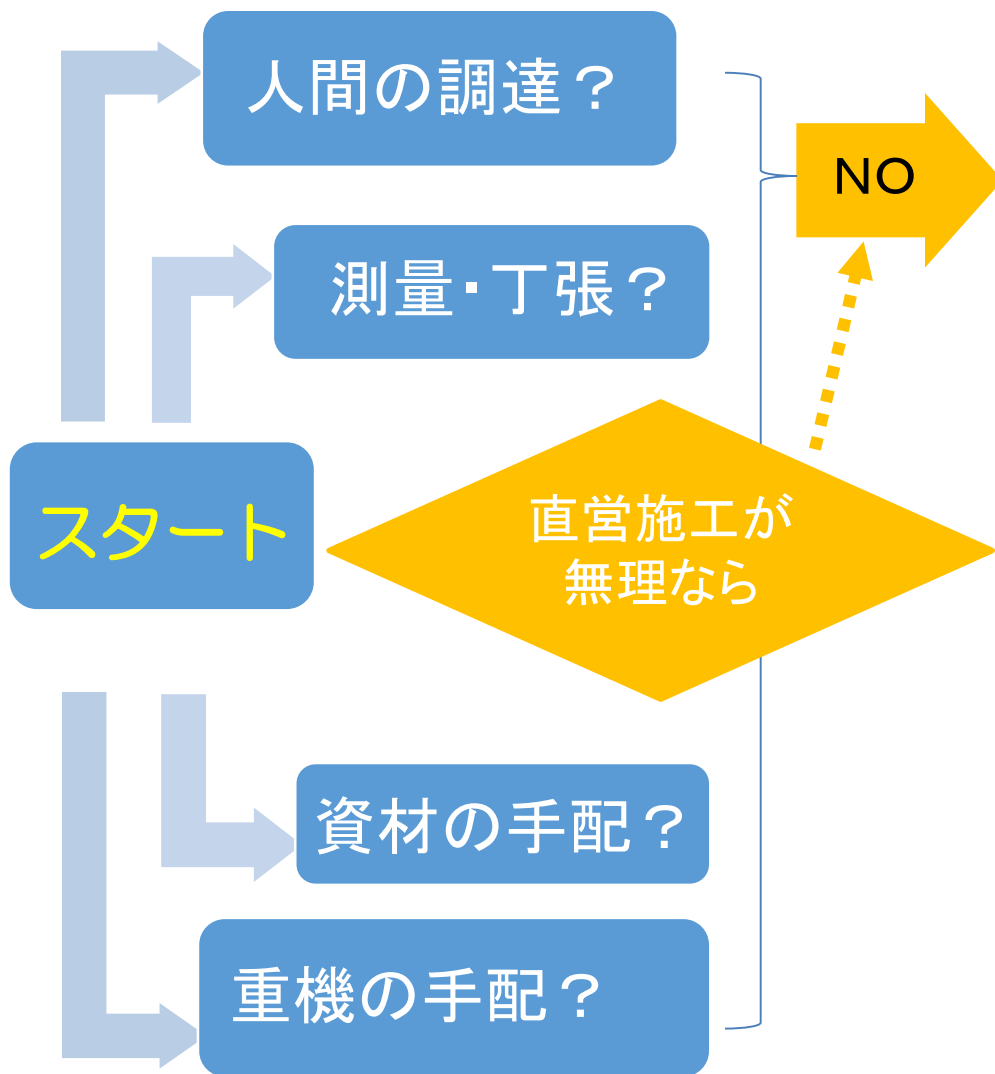 人間の調達？
NO
測量・丁張？
スタート
直営施工が
無理なら
資材の手配？
重機の手配？